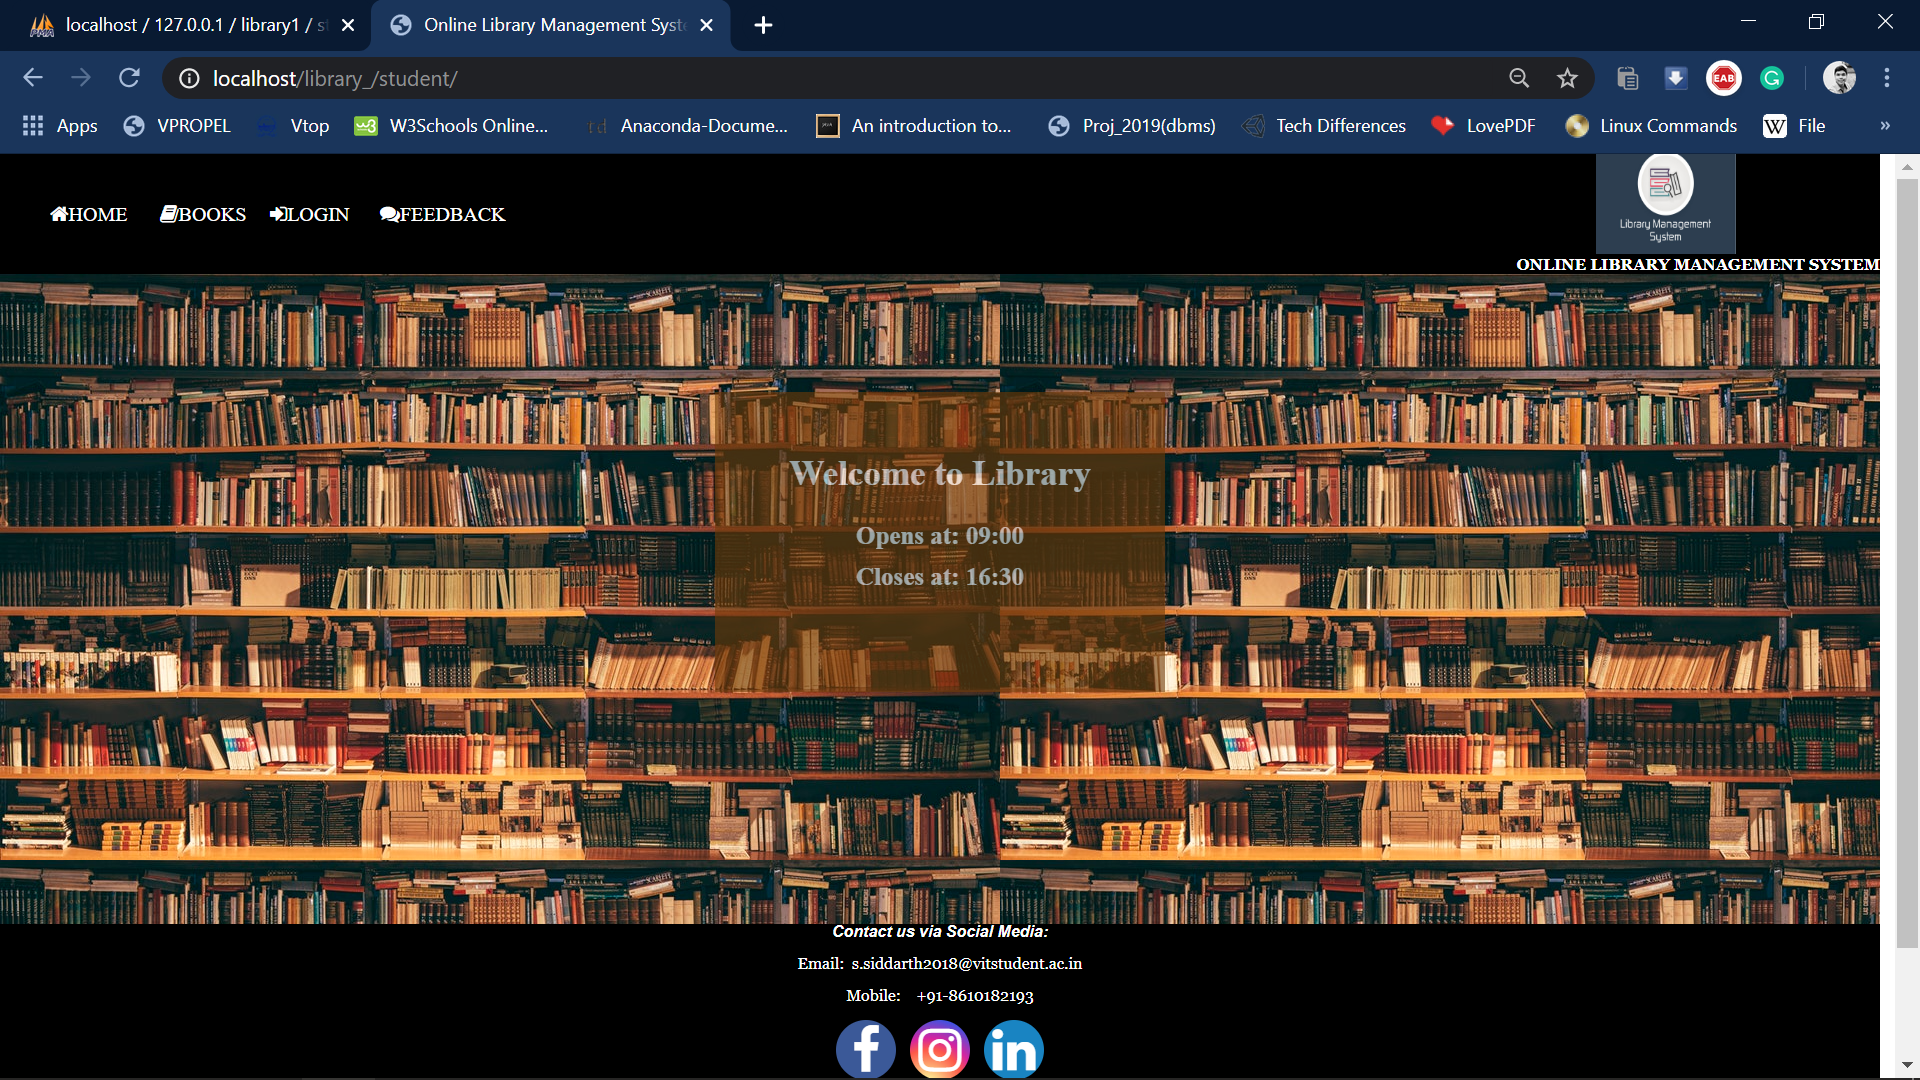 localhost / 127.0.0.1 / library1 / s
Online Library Management Syst
localhost/library_/student/
EAB
Apps
VPROPEL
Vtop
W3Schools Online...
Anaconda-Docume...
An introduction to...
Proj_2019(dbms)
Tech Differences
LovePDF
Linux Commands
W File
»
HOME
BOOKS
LOGIN
FEEDBACK
Library Management
System
ONLINE LIBRARY MANAGEMENT SYSTEM
Welcome to Library
Opens at: 09:00
Closes at: 16:30
Contact us via Social Media:
Email: s.siddarth2018@vitstudent.ac.in
Mobile: +91-8610182193